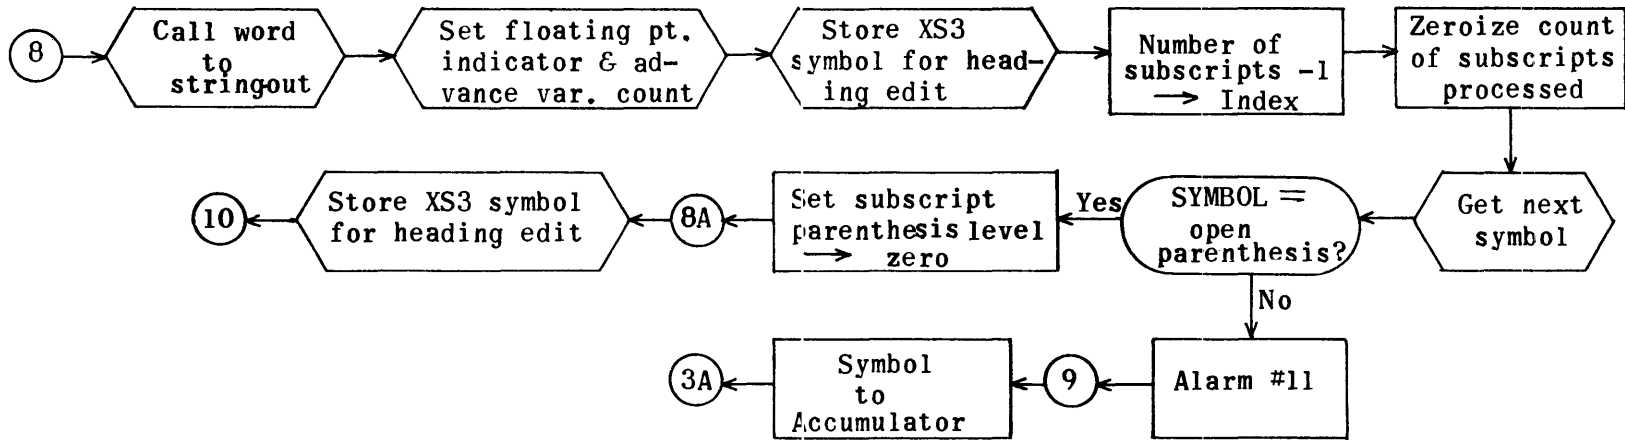 8
Call word
to
stringout
Set floating pt.
indicator & ad-
vance var. count
Store XS3
symbol for head-
ing edit
Number of
subscripts -1
→ Index
Zeroize count
of subscripts
processed
Get next
symbol
SYMBOL =
open
parenthesis?
Yes
Set subscript
parenthesis level
→ zero
8A
Store XS3 symbol
for heading edit
10
No
Alarm #11
9
Symbol
to
Accumulator
3A